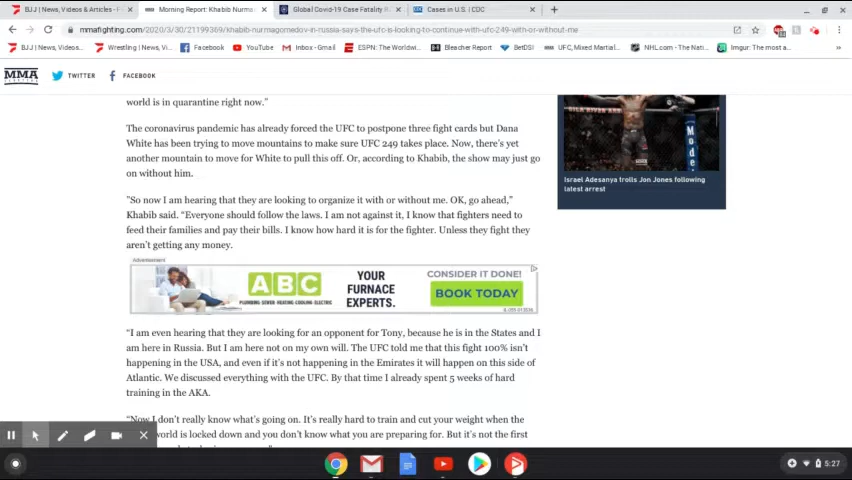 BJJ | News, Videos & Articles - F
Morning Report: Khabib Nurma
Global Covid-19 Case Fatality R
Cases in U.S. | CDC
mmafighting.com/2020/3/30/21199369/khabib-nurmagomedov-in-russia-says-the-ufc-is-looking-to-continue-with-ufc-249-with-or-without-me
BJJ | News, Videos...
Wrestling | News, Vi...
Facebook
YouTube
Inbox - Gmail
ESPN: The Worldwi...
Bleacher Report
BetDSI
UFC, Mixed Martial...
NHL.com - The Nati...
Imgur: The most a...
MMA
TWITTER
FACEBOOK
world is in quarantine right now."
The coronavirus pandemic has already forced the UFC to postpone three fight cards but Dana
White has been trying to move mountains to make sure UFC 249 takes place. Now, there's yet
another mountain to move for White to pull this off. Or, according to Khabib, the show may just go
on without him.
"So now I am hearing that they are looking to organize it with or without me. OK, go ahead,"
Khabib said. "Everyone should follow the laws. I am not against it, I know that fighters need to
feed their families and pay their bills. I know how hard it is for the fighter. Unless they fight they
aren't getting any money.
Advertisement
ABC
PLUMBING-SEWER-HEATING-COOLING-ELECTRIC
YOUR
FURNACE
EXPERTS.
CONSIDER IT DONE!
BOOK TODAY
"I am even hearing that they are looking for an opponent for Tony, because he is in the States and I
am here in Russia. But I am here not on my own will. The UFC told me that this fight 100% isn't
happening in the USA, and even if it's not happening in the Emirates it will happen on this side of
Atlantic. We discussed everything with the UFC. By that time I already spent 5 weeks of hard
training in the AKA.
"Now I don't really know what's going on. It's really hard to train and cut your weight when the
world is locked down and you don't know what you are preparing for. But it's not the first
Modelo
Israel Adesanya trolls Jon Jones following
latest arrest
5:27